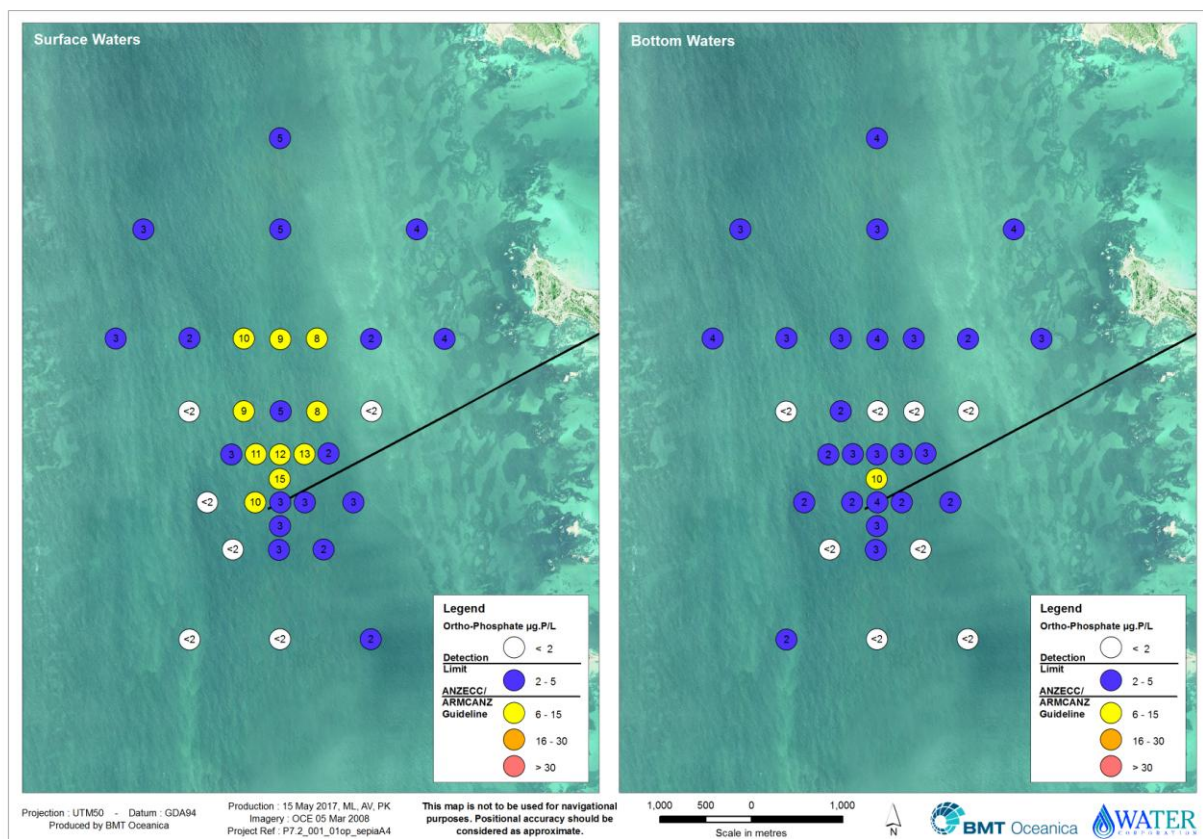 Surface Waters
5
3
5
4
3
2
10
9
8
2
4
<2
9
5
8
<2
3
11
12
13
2
15
<2
10
3
3
3
3
<2
3
2
<2
<2
2
Legend
Ortho-Phosphate µg.P/L
< 2
Detection
Limit
2 - 5
ANZECC/
ARMCANZ
Guideline
6 - 15
16 - 30
> 30
Bottom Waters
4
3
3
4
4
3
3
4
3
2
3
<2
2
<2
<2
<2
2
3
3
3
3
10
2
2
4
2
2
3
<2
3
<2
2
<2
<2
Legend
Ortho-Phosphate µg.P/L
< 2
Detection
Limit
2 - 5
ANZECC/
ARMCANZ
Guideline
6 - 15
16 - 30
> 30
Projection : UTM50 - Datum : GDA94
Produced by BMT Oceanica
Production : 15 May 2017, ML, AV, PK
Imagery : OCE 05 Mar 2008
Project Ref : P7.2_001_01op_sepiaA4
This map is not to be used for navigational
purposes. Positional accuracy should be
considered as approximate.
1,000 500 0 1,000
Scale in metres
N
BMT Oceanica
WATER
CORPORATION